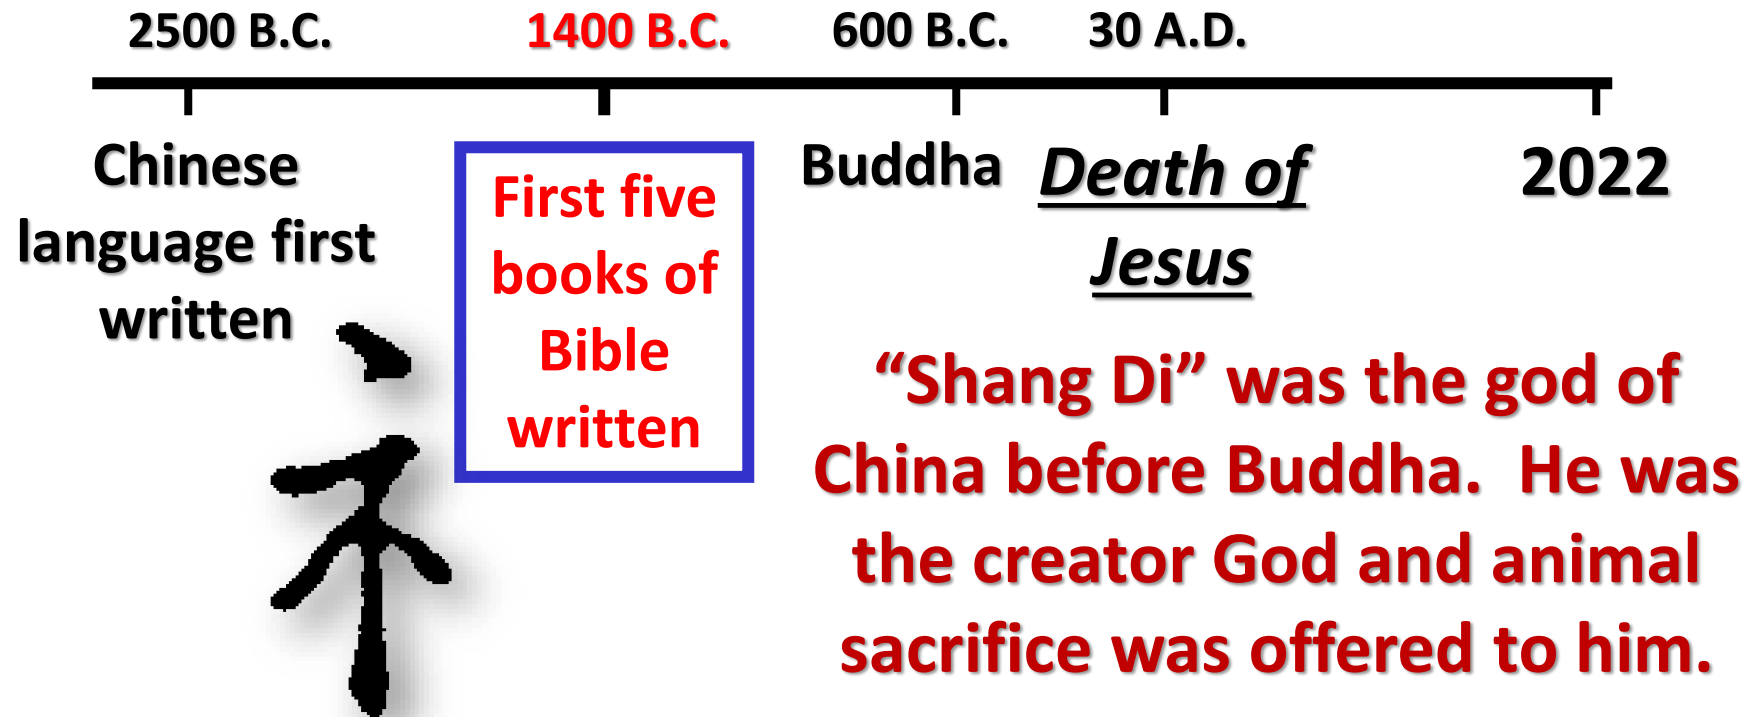 2500 B.C. 1400 B.C. 600 B.C. 30 A.D.
Chinese
language first
written
First five
books of
Bible
written
Buddha
Death of
Jesus
2022
礻
“Shang Di” was the god of
China before Buddha.  He was
the creator God and animal
sacrifice was offered to him.